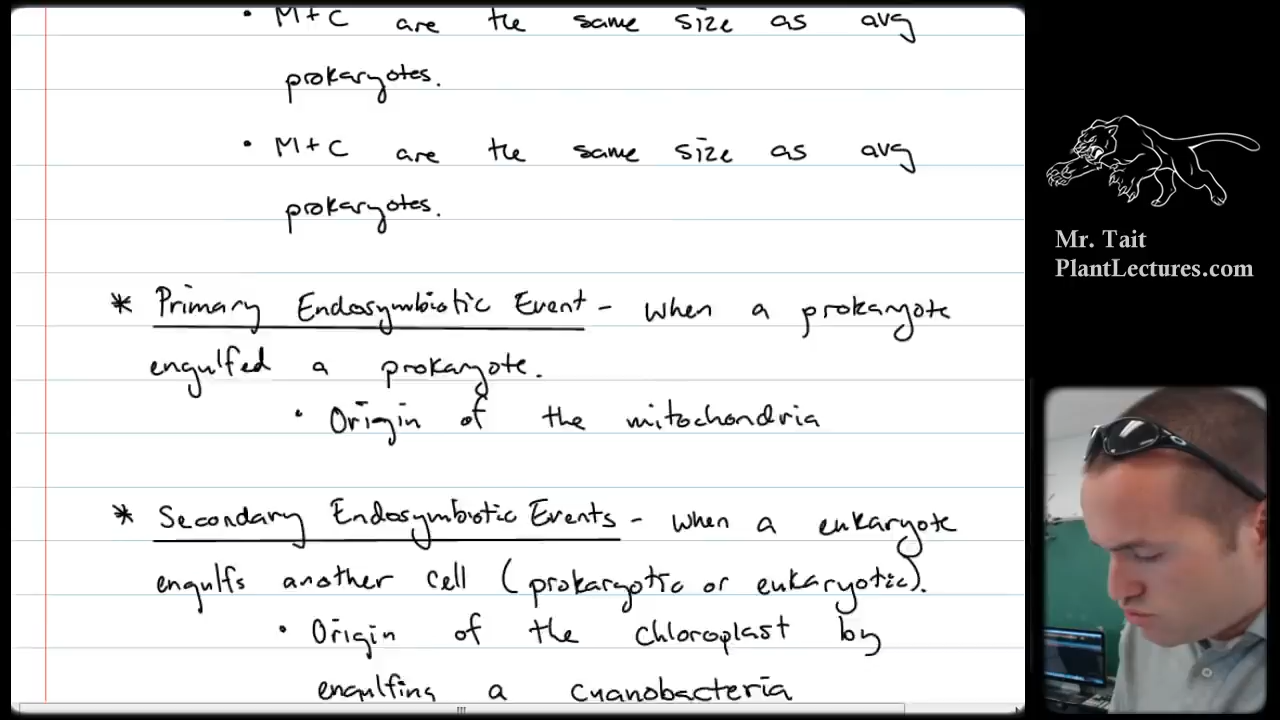 • M+C are the same size as avg
prokaryotes.
• M+C are the same size as avg
prokaryotes.
* Primary Endosymbiotic Event - when a prokaryote
engulfed a prokaryote.
• Origin of the mitochondria
* Secondary Endosymbiotic Events - when a eukaryote
engulfs another cell (prokaryotic or eukaryotic).
• Origin of the chloroplast by
engulfing a cyanobacteria
Mr. Tait
PlantLectures.com